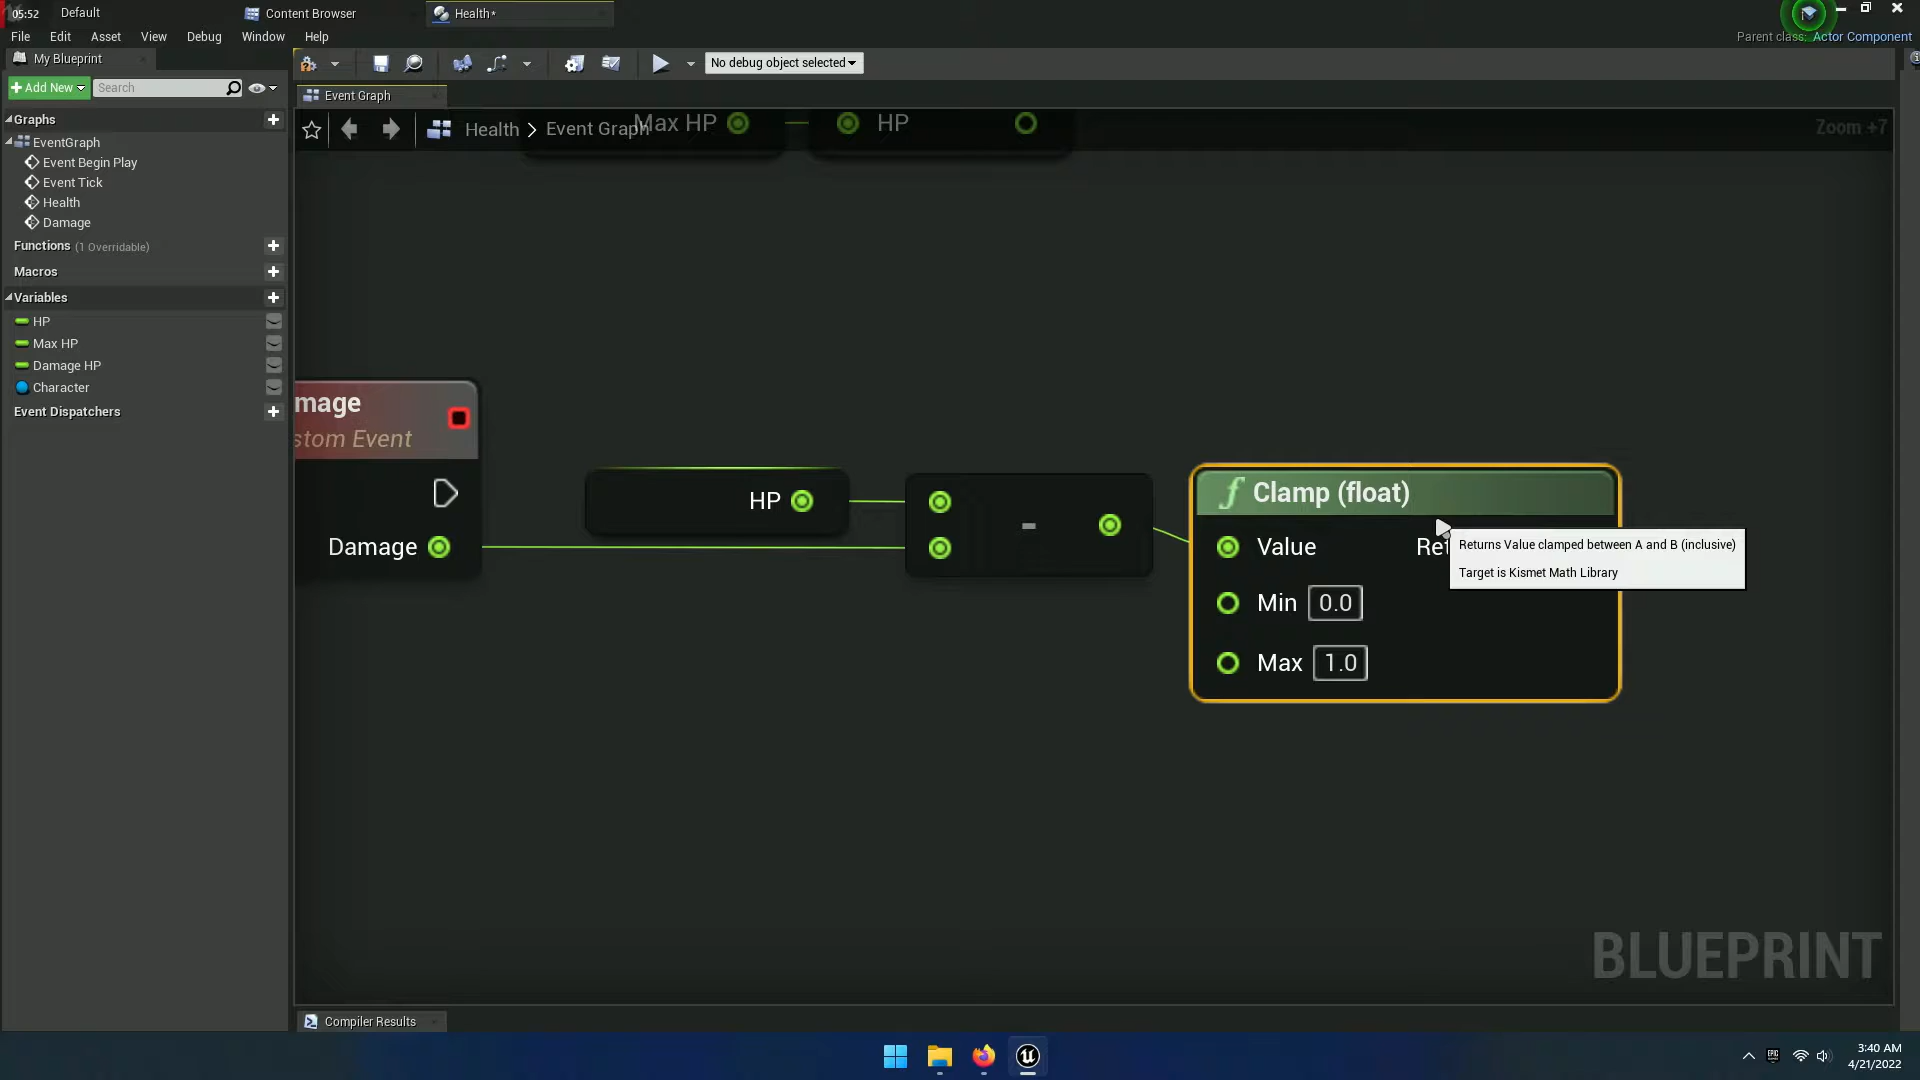 05:52
Default
Content Browser
Health*
File Edit Asset View Debug Window Help
Parent class: Actor Component
My Blueprint
No debug object selected
Add New
Search
Event Graph
Graphs
Health > Event Graph
Max HP
HP
Zoom +7
EventGraph
Event Begin Play
Event Tick
Health
Damage
Functions (1 Overridable)
Macros
Variables
HP
Max HP
Damage HP
Character
Event Dispatchers
mage
stom Event
Damage
HP
-
f Clamp (float)
Value
Ret
Returns Value clamped between A and B (inclusive)
Target is Kismet Math Library
Min 0.0
Max 1.0
BLUEPRINT
Compiler Results
3:40 AM
4/21/2022